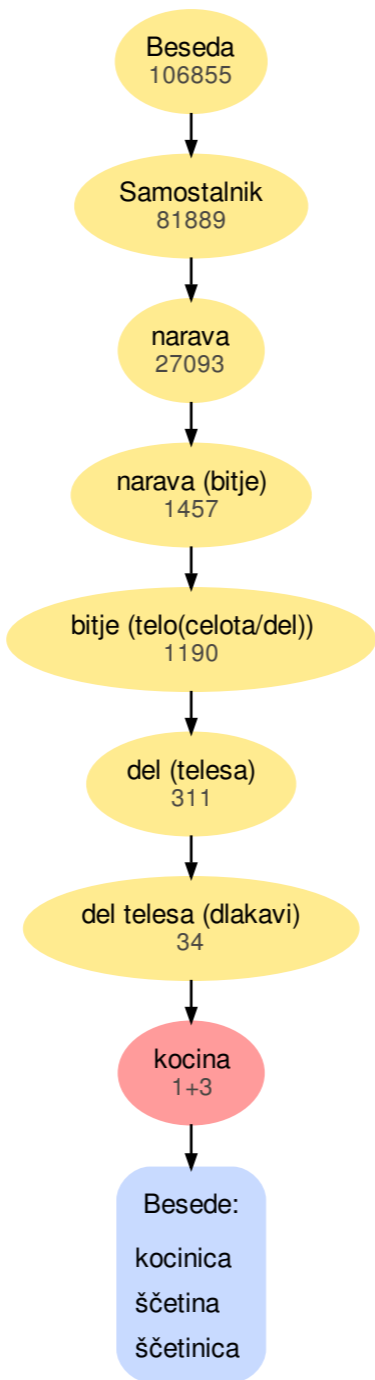 Beseda
106855
Samostalnik
81889
narava
27093
narava (bitje)
1457
bitje (telo(celota/del))
1190
del (telesa)
311
del telesa (dlakavi)
34
kocina
1+3
Besede:
kocinica
ščetina
ščetinica